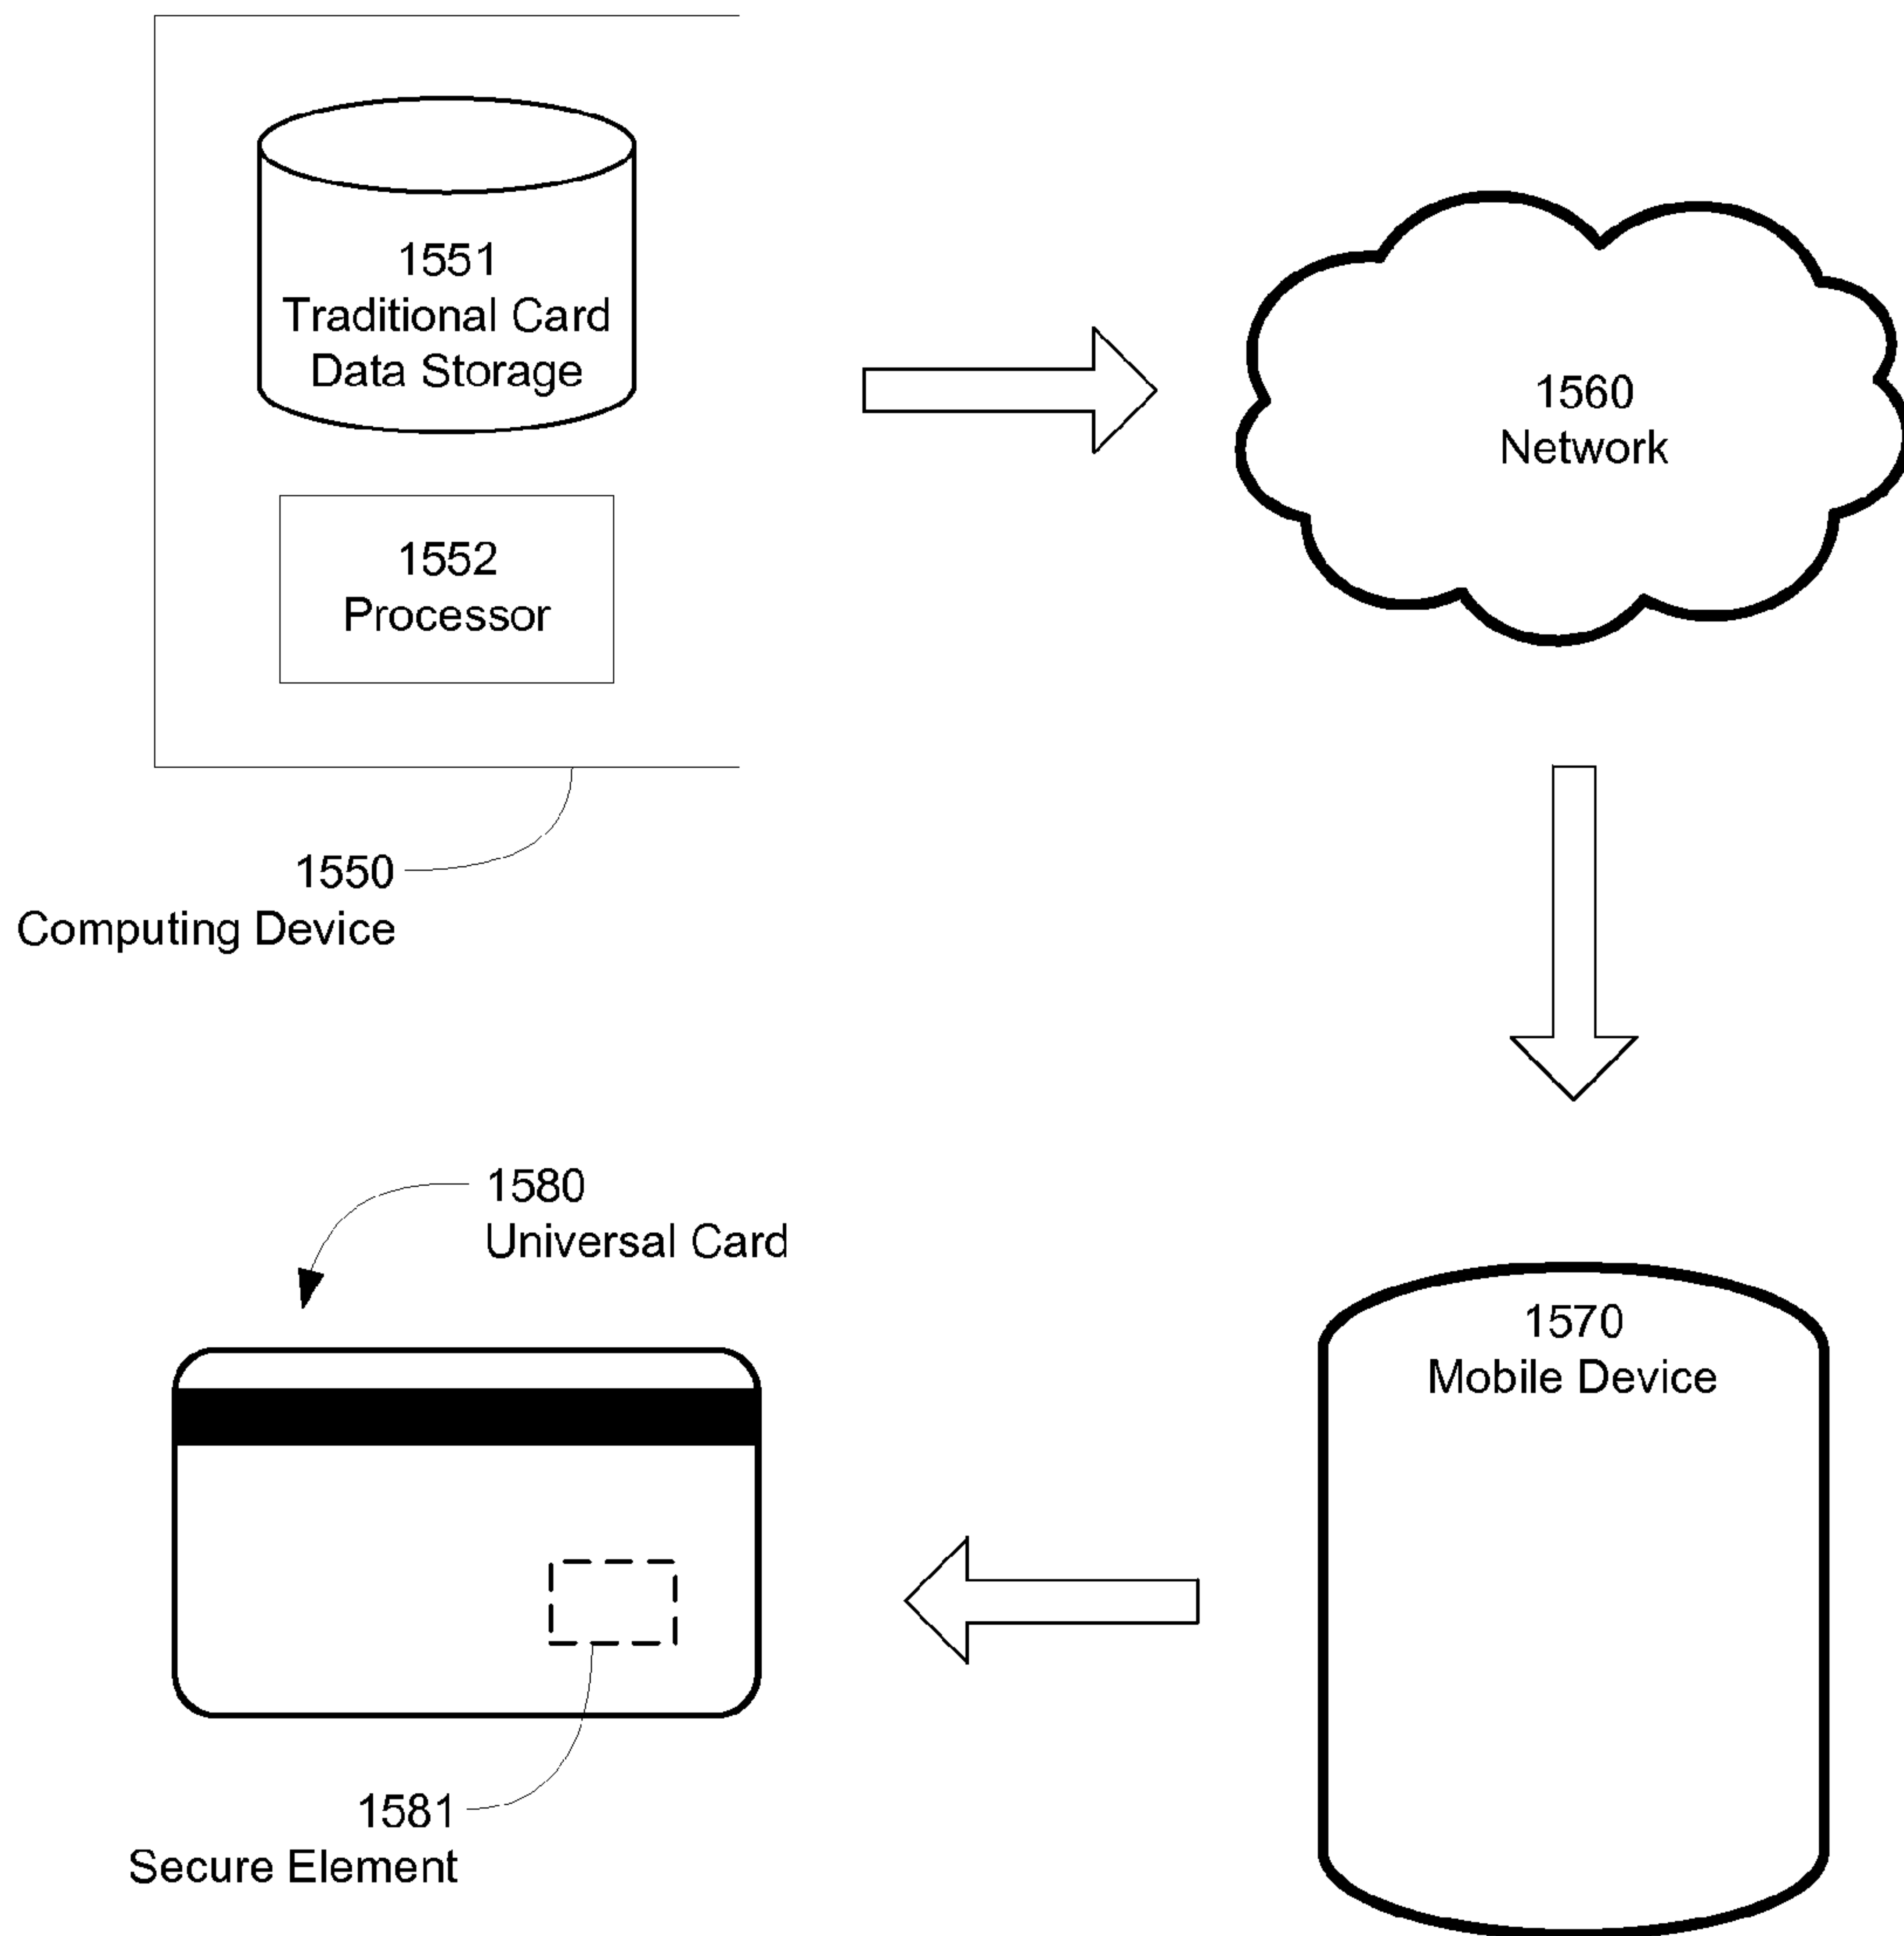 1551
Traditional Card
Data Storage
1552
Processor
1550
Computing Device
1560
Network
1580
Universal Card
1581
Secure Element
1570
Mobile Device